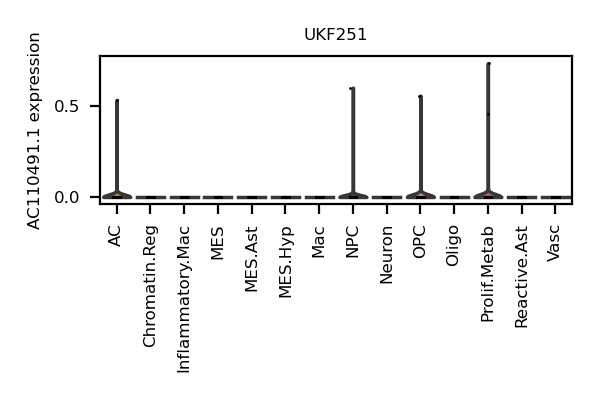 UKF251
AC110491.1 expression
0.5
0.0
AC
Chromatin.Reg
Inflammatory.Mac
MES
MES.Ast
MES.Hyp
Mac
NPC
Neuron
OPC
Oligo
Prolif.Metab
Reactive.Ast
Vasc